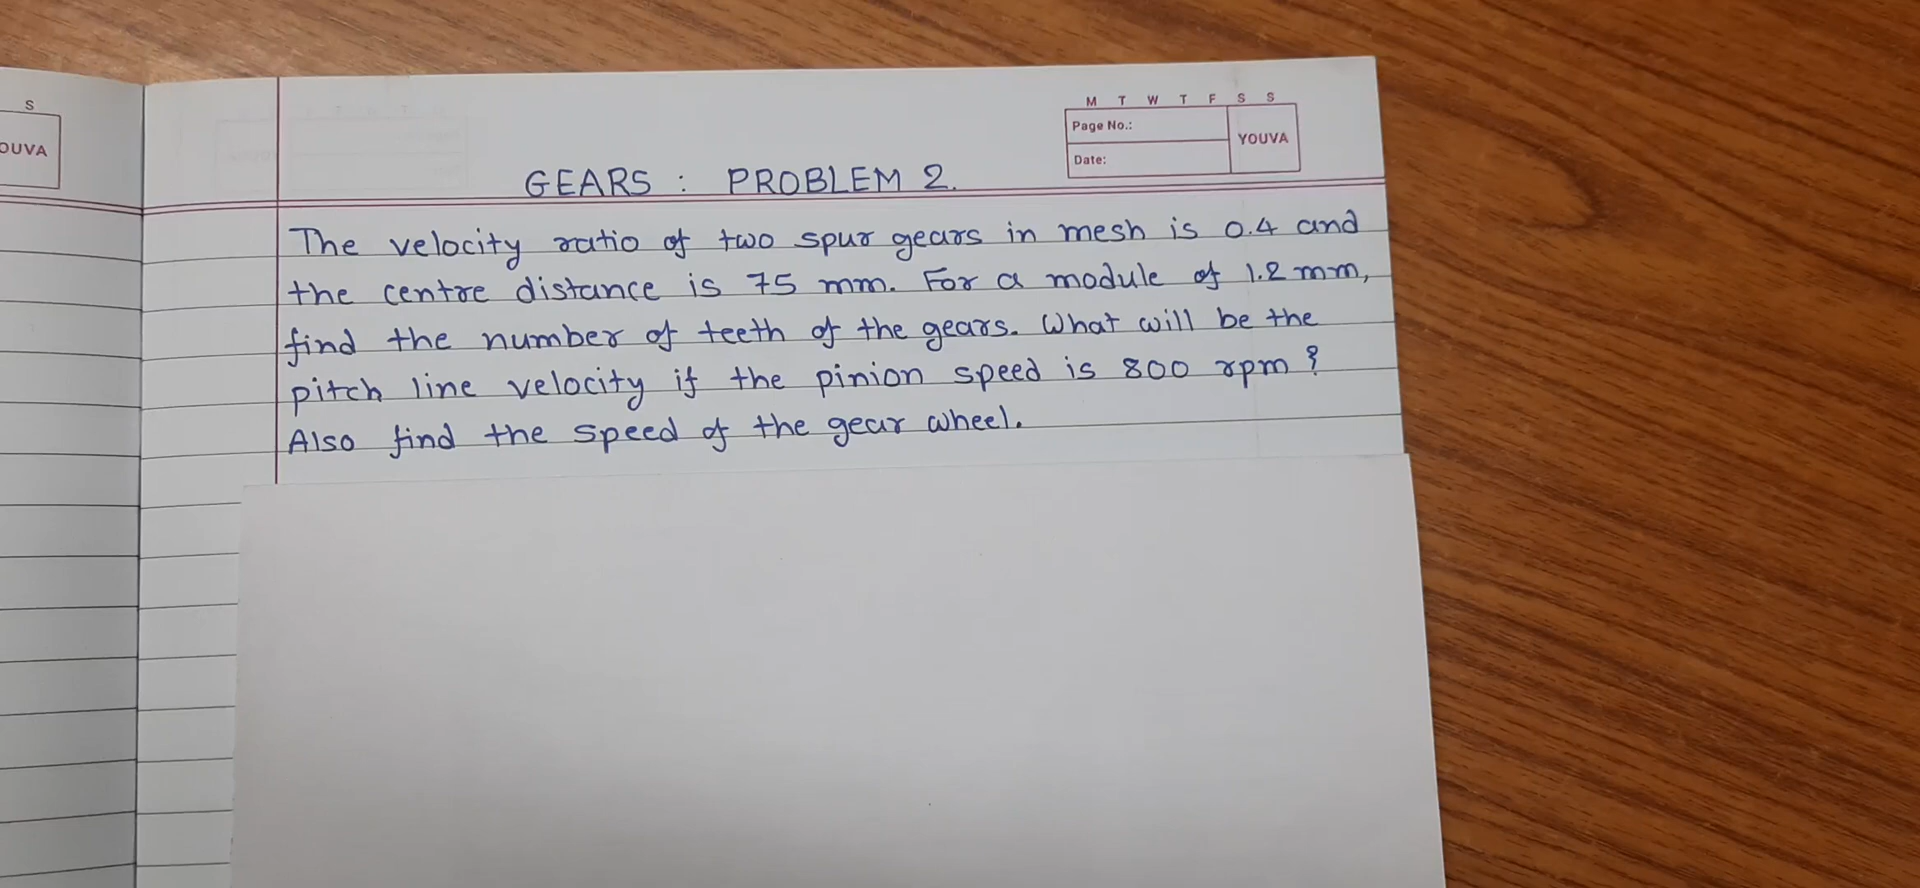 S
OUVA
M T W T F S S
Page No.:
YOUVA
Date:
GEARS : PROBLEM 2.
The velocity ratio of two spur gears in mesh is 0.4 and
the centre distance is 75 mm. For a module of 1.2 mm,
find the number of teeth of the gears. What will be the
pitch line velocity if the pinion speed is 800 rpm ?
Also find the speed of the gear wheel.